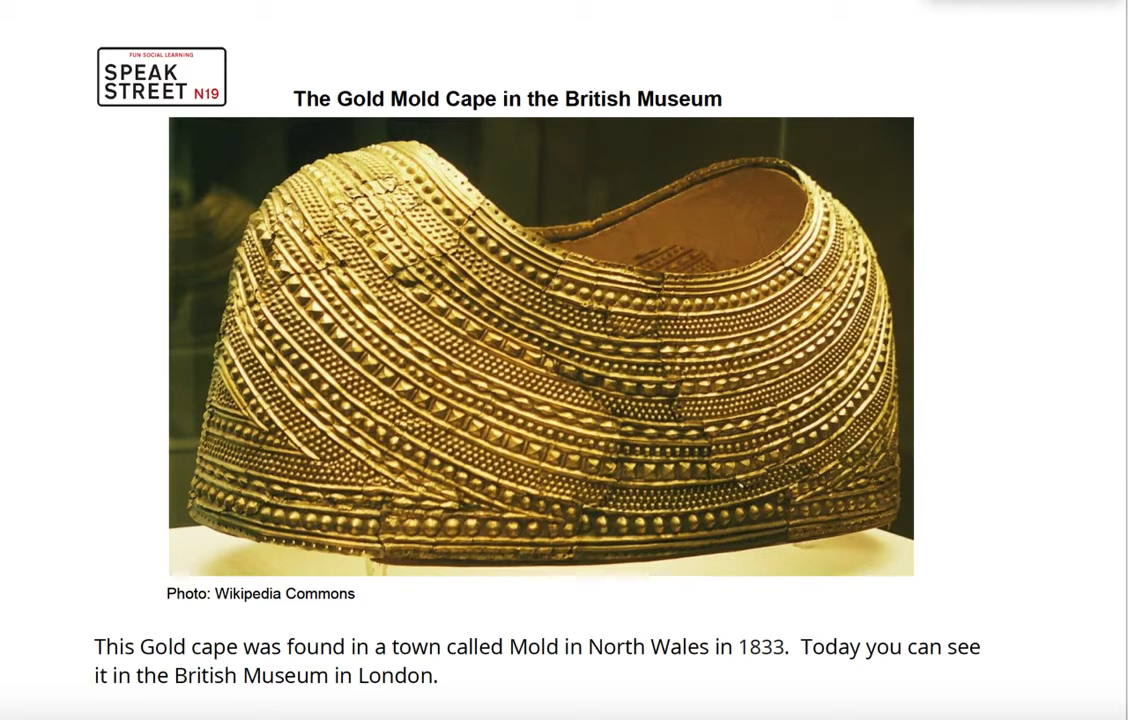 FUN SOCIAL LEARNING
SPEAK
STREET N19
The Gold Mold Cape in the British Museum
Photo: Wikipedia Commons
This Gold cape was found in a town called Mold in North Wales in 1833.  Today you can see
it in the British Museum in London.